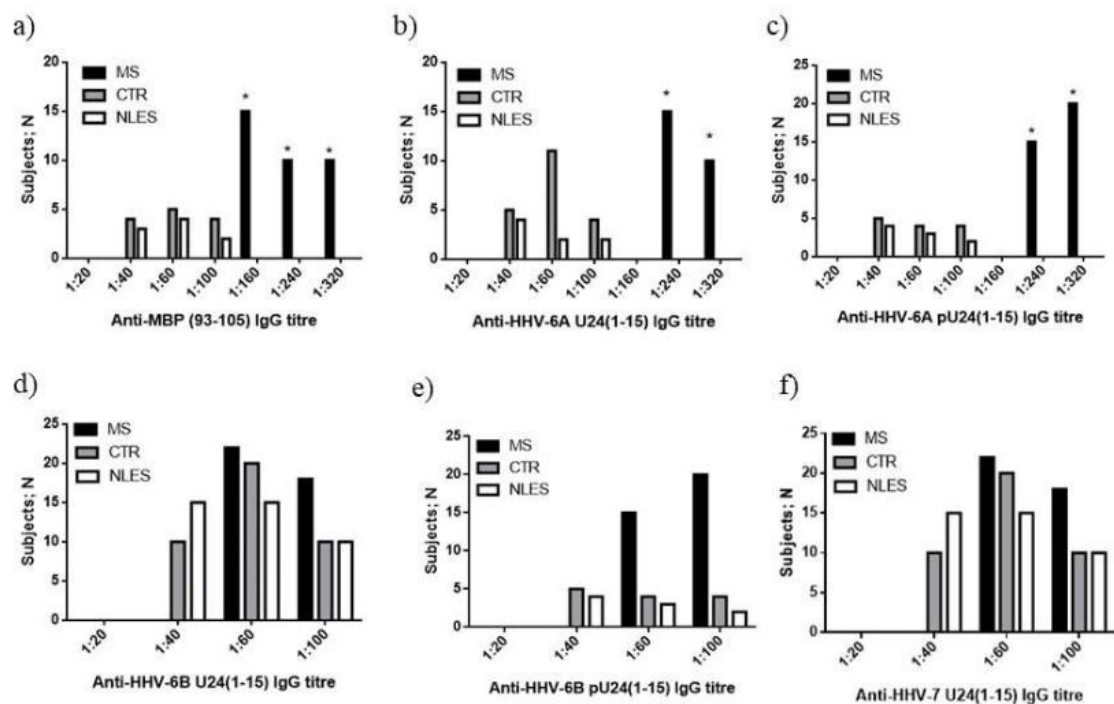 a)
20
15
10
5
0
Subjects; N
MS
CTR
NLES
*
*
*
1:20
1:40
1:60
1:100
1:160
1:240
1:320
Anti-MBP (93-105) IgG titre
b)
20
15
10
5
0
Subjects; N
MS
CTR
NLES
*
*
1:20
1:40
1:60
1:100
1:160
1:240
1:320
Anti-HHV-6A U24(1-15) IgG titre
c)
25
20
15
10
5
0
Subjects; N
MS
CTR
NLES
*
*
1:20
1:40
1:60
1:100
1:160
1:240
1:320
Anti-HHV-6A pU24(1-15) IgG titre
d)
25
20
15
10
5
0
Subjects; N
MS
CTR
NLES
1:20
1:40
1:60
1:100
Anti-HHV-6B U24(1-15) IgG titre
e)
25
20
15
10
5
0
Subjects; N
MS
CTR
NLES
1:20
1:40
1:60
1:100
Anti-HHV-6B pU24(1-15) IgG titre
f)
25
20
15
10
5
0
Subjects; N
MS
CTR
NLES
1:20
1:40
1:60
1:100
Anti-HHV-7 U24(1-15) IgG titre